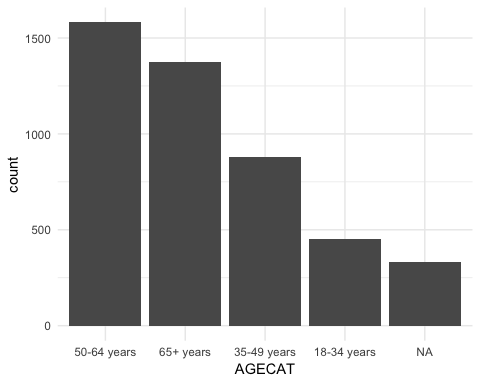 1500
1000
500
0
count
50-64 years
65+ years
35-49 years
18-34 years
NA
AGECAT